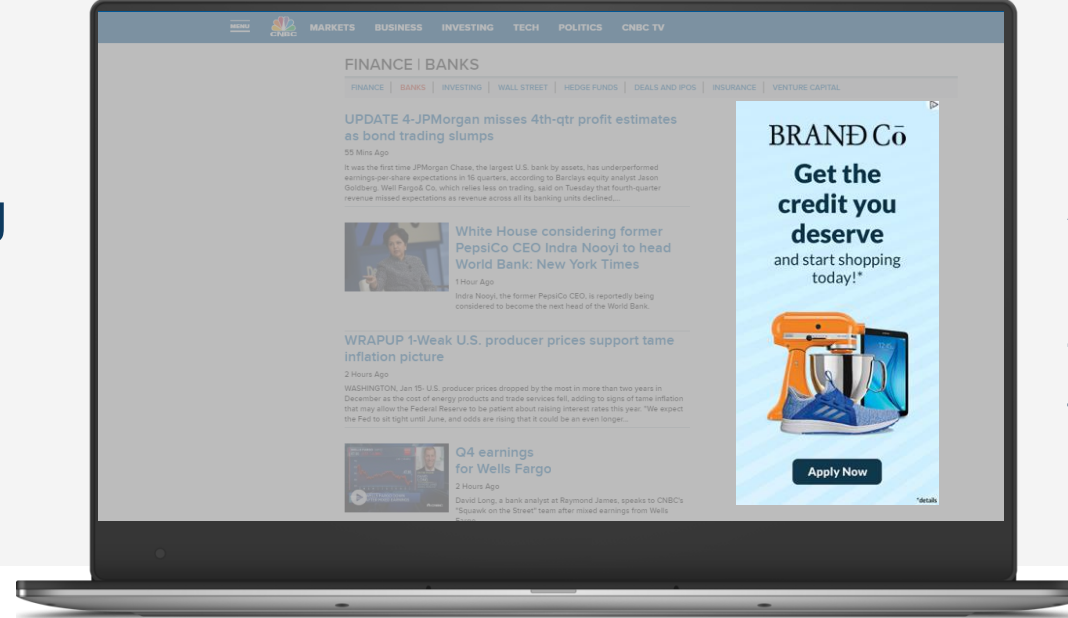 MENU CNBC MARKETS BUSINESS INVESTING TECH POLITICS CNBC TV
FINANCE | BANKS
FINANCE | BANKS | INVESTING | WALL STREET | HEDGE FUNDS | DEALS AND IPOS | INSURANCE | VENTURE CAPITAL
UPDATE 4-JPMorgan misses 4th-qtr profit estimates
as bond trading slumps
55 Mins Ago
It was the first time JPMorgan Chase, the largest U.S. bank by assets, has underperformed
earnings-per-share expectations in 16 quarters, according to Barclays equity analyst Jason
Goldberg. Well Fargo& Co, which relies less on trading, said on Tuesday that fourth-quarter
revenue missed expectations as revenue across all its banking units declined,...
White House considering former
PepsiCo CEO Indra Nooyi to head
World Bank: New York Times
1 Hour Ago
Indra Nooyi, the former PepsiCo CEO, is reportedly being
considered to become the next head of the World Bank.
WRAPUP 1-Weak U.S. producer prices support tame
inflation picture
2 Hours Ago
WASHINGTON, Jan 15- U.S. producer prices dropped by the most in more than two years in
December as the cost of energy products and trade services fell, adding to signs of tame inflation
that may allow the Federal Reserve to be patient about raising interest rates this year. "We expect
the Fed to sit tight until June, and odds are rising that it could be an even longer...
Q4 earnings
for Wells Fargo
2 Hours Ago
David Long, a bank analyst at Raymond James, speaks to CNBC's
"Squawk on the Street" team after mixed earnings from Wells
Fargo
BRAND Cō
Get the
credit you
deserve
and start shopping
today!*
12:45
Apply Now
*details